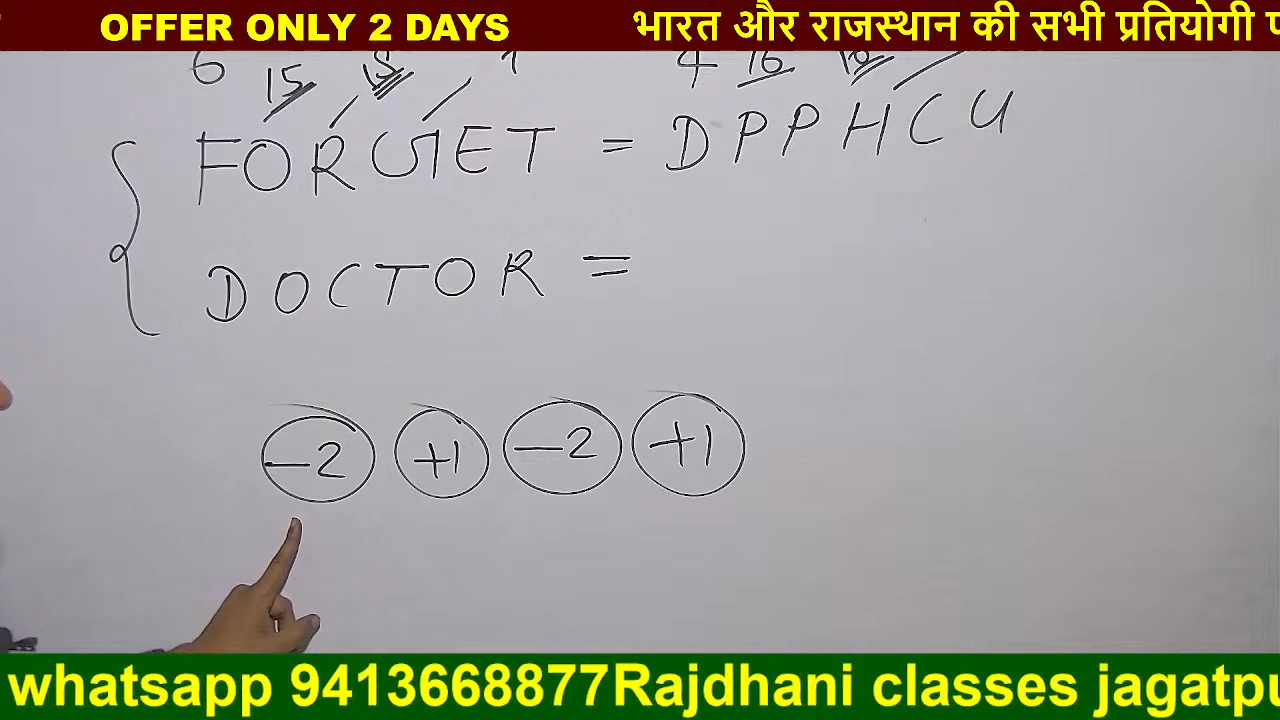 OFFER ONLY 2 DAYS भारत और राजस्थान की सभी प्रतियोगी
6 15 18 4 16
FORGET = DPPHCU
DOCTOR =
-2 +1 -2 +1
whatsapp 9413668877Rajdhani classes jagatpu